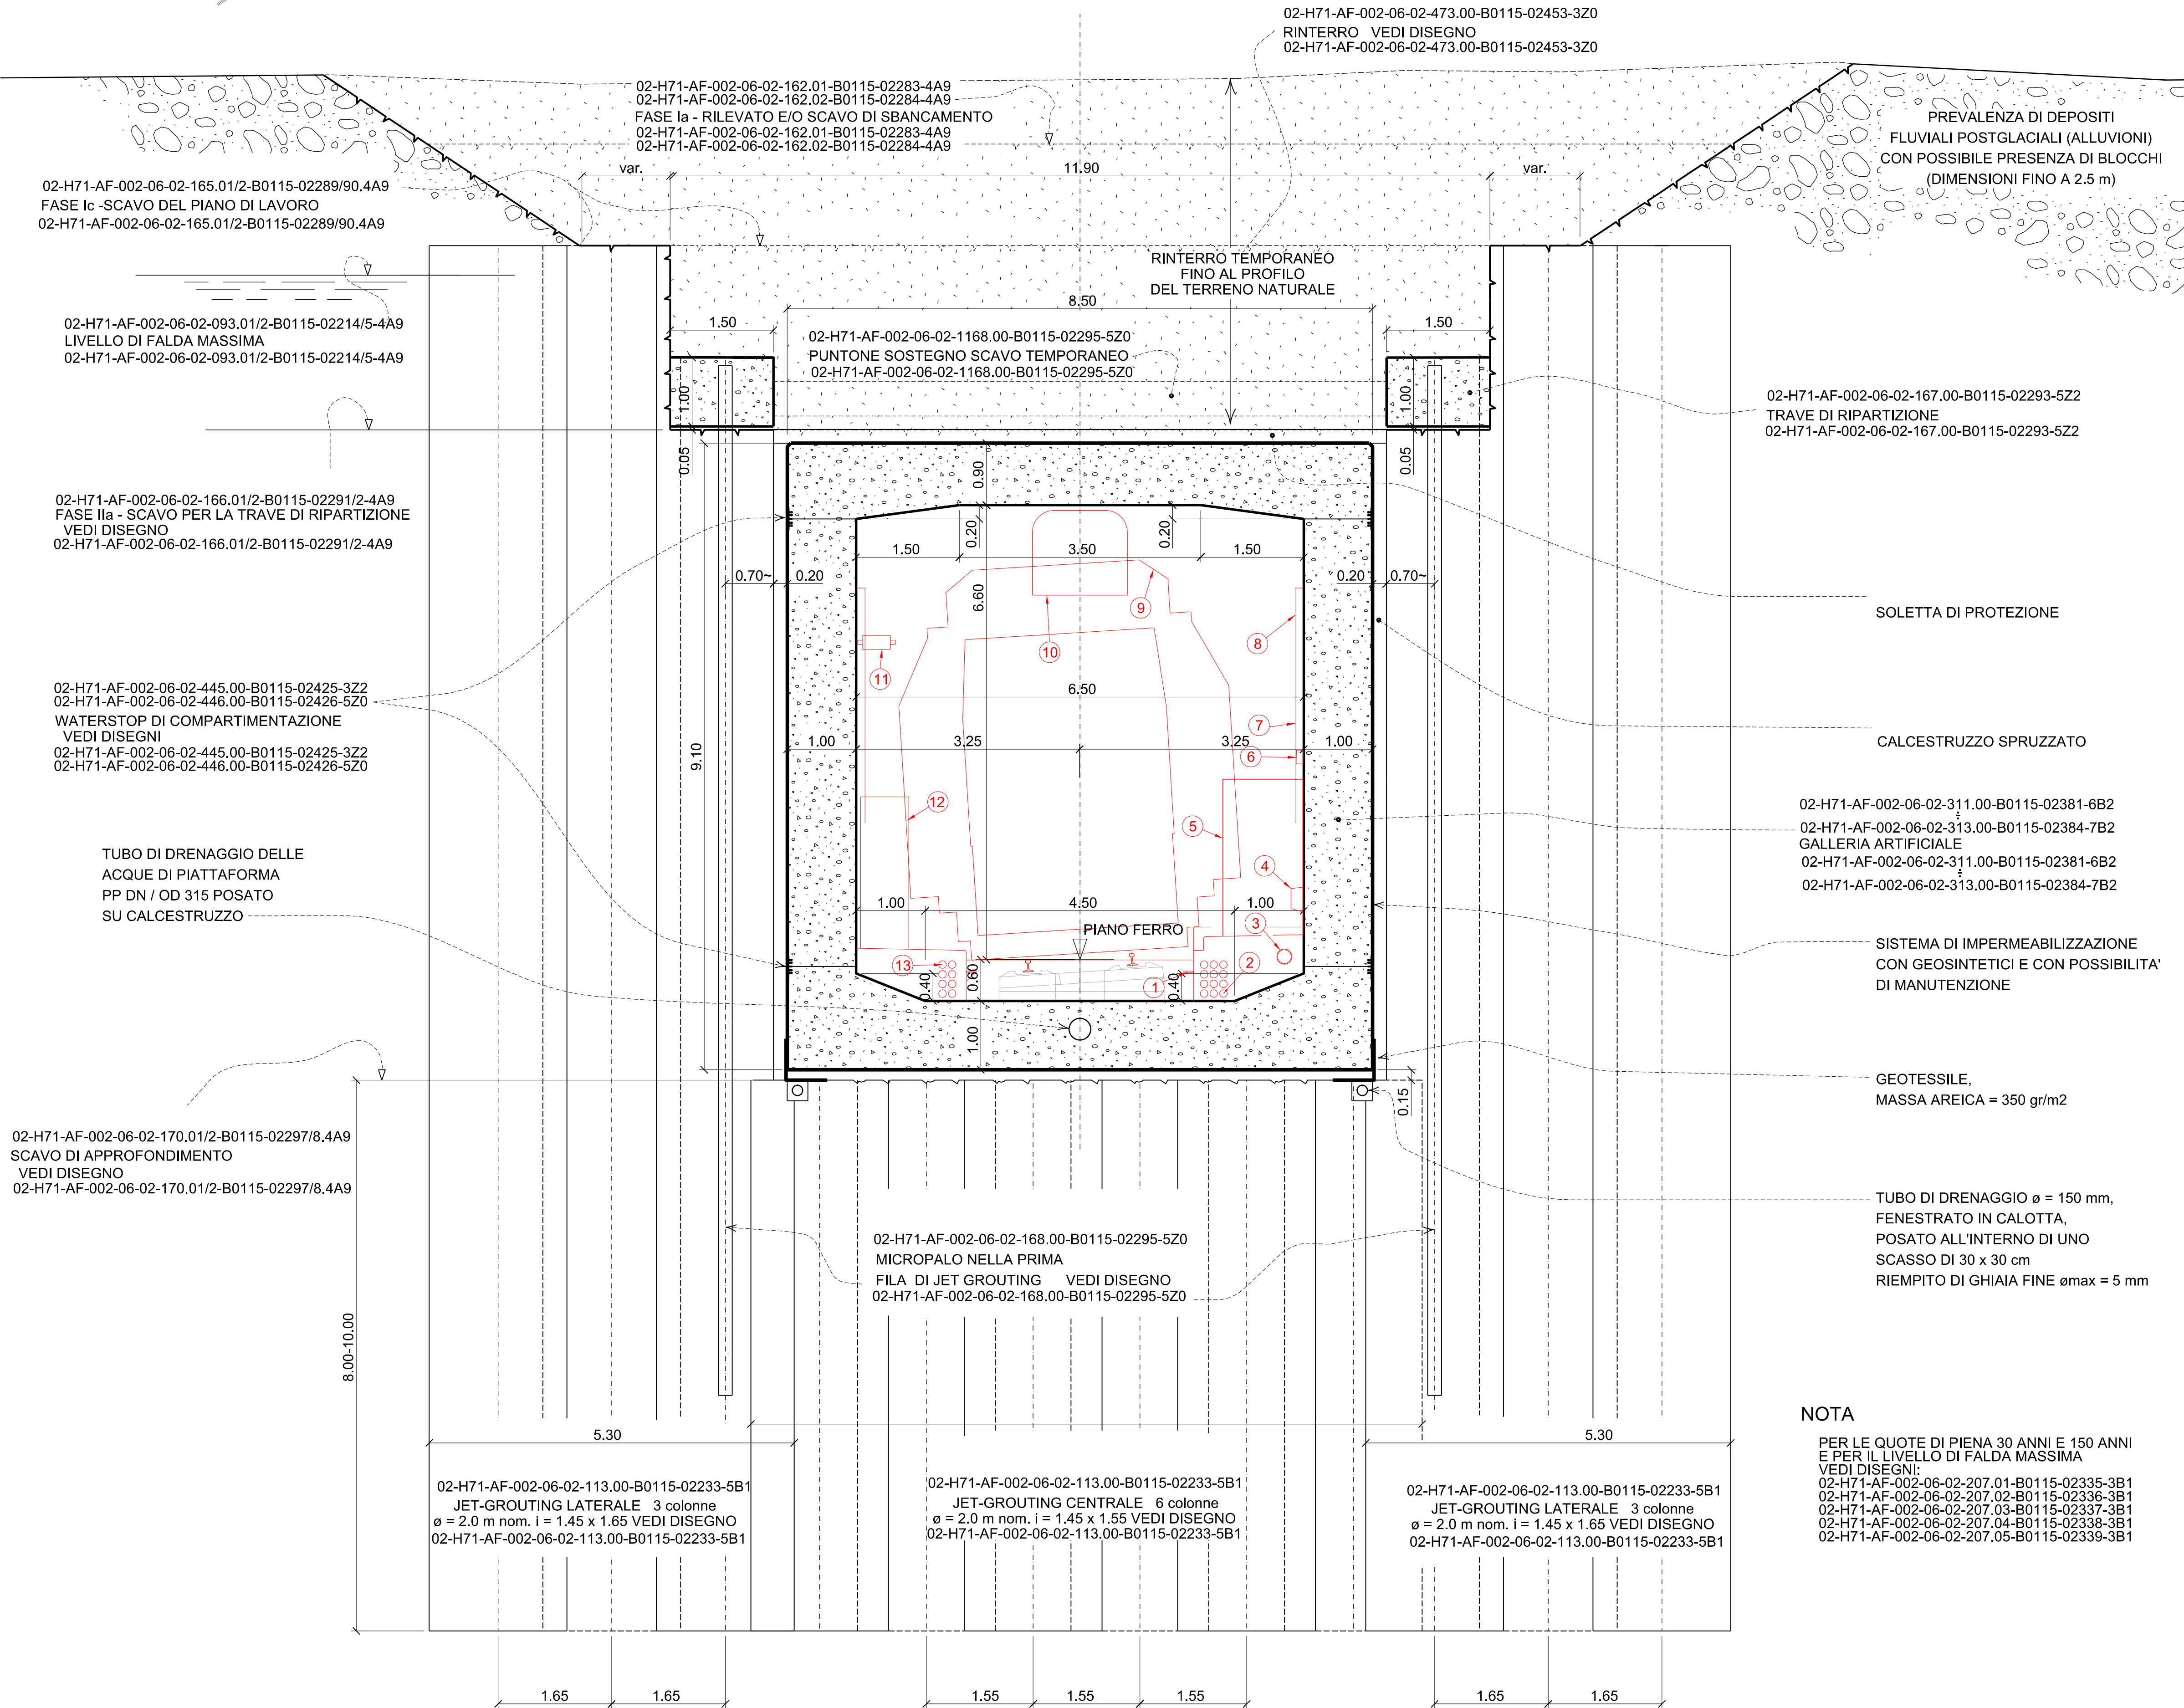 02-H71-AF-002-06-02-473.00-B0115-02453-3Z0
RINTERRO VEDI DISEGNO
02-H71-AF-002-06-02-473.00-B0115-02453-3Z0
02-H71-AF-002-06-02-162.01-B0115-02283-4A9
02-H71-AF-002-06-02-162.02-B0115-02284-4A9
FASE Ia - RILEVATO E/O SCAVO DI SBANCAMENTO
02-H71-AF-002-06-02-162.01-B0115-02283-4A9
02-H71-AF-002-06-02-162.02-B0115-02284-4A9
PREVALENZA DI DEPOSITI
FLUVIALI POSTGLACIALI (ALLUVIONI)
CON POSSIBILE PRESENZA DI BLOCCHI
(DIMENSIONI FINO A 2.5 m)
var.
11.90
var.
02-H71-AF-002-06-02-165.01/2-B0115-02289/90.4A9
FASE Ic -SCAVO DEL PIANO DI LAVORO
02-H71-AF-002-06-02-165.01/2-B0115-02289/90.4A9
RINTERRO TEMPORANEO
FINO AL PROFILO
DEL TERRENO NATURALE
8.50
1.50
1.50
02-H71-AF-002-06-02-093.01/2-B0115-02214/5-4A9
LIVELLO DI FALDA MASSIMA
02-H71-AF-002-06-02-093.01/2-B0115-02214/5-4A9
02-H71-AF-002-06-02-1168.00-B0115-02295-5Z0
PUNTONE SOSTEGNO SCAVO TEMPORANEO
02-H71-AF-002-06-02-1168.00-B0115-02295-5Z0
1.00
1.00
02-H71-AF-002-06-02-167.00-B0115-02293-5Z2
TRAVE DI RIPARTIZIONE
02-H71-AF-002-06-02-167.00-B0115-02293-5Z2
0.05
0.90
0.05
02-H71-AF-002-06-02-166.01/2-B0115-02291/2-4A9
FASE IIa - SCAVO PER LA TRAVE DI RIPARTIZIONE
VEDI DISEGNO
02-H71-AF-002-06-02-166.01/2-B0115-02291/2-4A9
0.20
0.20
1.50
3.50
1.50
0.70~
0.20
6.60
0.20
0.70~
9
8
10
11
SOLETTA DI PROTEZIONE
02-H71-AF-002-06-02-445.00-B0115-02425-3Z2
02-H71-AF-002-06-02-446.00-B0115-02426-5Z0
WATERSTOP DI COMPARTIMENTAZIONE
VEDI DISEGNI
02-H71-AF-002-06-02-445.00-B0115-02425-3Z2
02-H71-AF-002-06-02-446.00-B0115-02426-5Z0
6.50
7
9.10
1.00
3.25
3.25
1.00
6
CALCESTRUZZO SPRUZZATO
12
5
4
02-H71-AF-002-06-02-311.00-B0115-02381-6B2
÷
02-H71-AF-002-06-02-313.00-B0115-02384-7B2
GALLERIA ARTIFICIALE
02-H71-AF-002-06-02-311.00-B0115-02381-6B2
÷
02-H71-AF-002-06-02-313.00-B0115-02384-7B2
TUBO DI DRENAGGIO DELLE
ACQUE DI PIATTAFORMA
PP DN / OD 315 POSATO
SU CALCESTRUZZO
1.00
4.50
1.00
PIANO FERRO
3
13
2
1
0.40
0.60
0.40
1.00
SISTEMA DI IMPERMEABILIZZAZIONE
CON GEOSINTETICI E CON POSSIBILITA'
DI MANUTENZIONE
0.15
GEOTESSILE,
MASSA AREICA = 350 gr/m2
02-H71-AF-002-06-02-170.01/2-B0115-02297/8.4A9
SCAVO DI APPROFONDIMENTO
VEDI DISEGNO
02-H71-AF-002-06-02-170.01/2-B0115-02297/8.4A9
TUBO DI DRENAGGIO ø = 150 mm,
FENESTRATO IN CALOTTA,
POSATO ALL'INTERNO DI UNO
SCASSO DI 30 x 30 cm
RIEMPITO DI GHIAIA FINE ømax = 5 mm
02-H71-AF-002-06-02-168.00-B0115-02295-5Z0
MICROPALO NELLA PRIMA
FILA DI JET GROUTING VEDI DISEGNO
02-H71-AF-002-06-02-168.00-B0115-02295-5Z0
8.00-10.00
5.30
5.30
02-H71-AF-002-06-02-113.00-B0115-02233-5B1
JET-GROUTING LATERALE 3 colonne
ø = 2.0 m nom. i = 1.45 x 1.65 VEDI DISEGNO
02-H71-AF-002-06-02-113.00-B0115-02233-5B1
02-H71-AF-002-06-02-113.00-B0115-02233-5B1
JET-GROUTING CENTRALE 6 colonne
ø = 2.0 m nom. i = 1.45 x 1.55 VEDI DISEGNO
02-H71-AF-002-06-02-113.00-B0115-02233-5B1
02-H71-AF-002-06-02-113.00-B0115-02233-5B1
JET-GROUTING LATERALE 3 colonne
ø = 2.0 m nom. i = 1.45 x 1.65 VEDI DISEGNO
02-H71-AF-002-06-02-113.00-B0115-02233-5B1
NOTA
PER LE QUOTE DI PIENA 30 ANNI E 150 ANNI
E PER IL LIVELLO DI FALDA MASSIMA
VEDI DISEGNI:
02-H71-AF-002-06-02-207.01-B0115-02335-3B1
02-H71-AF-002-06-02-207.02-B0115-02336-3B1
02-H71-AF-002-06-02-207.03-B0115-02337-3B1
02-H71-AF-002-06-02-207.04-B0115-02338-3B1
02-H71-AF-002-06-02-207.05-B0115-02339-3B1
1.65
1.65
1.55
1.55
1.55
1.65
1.65